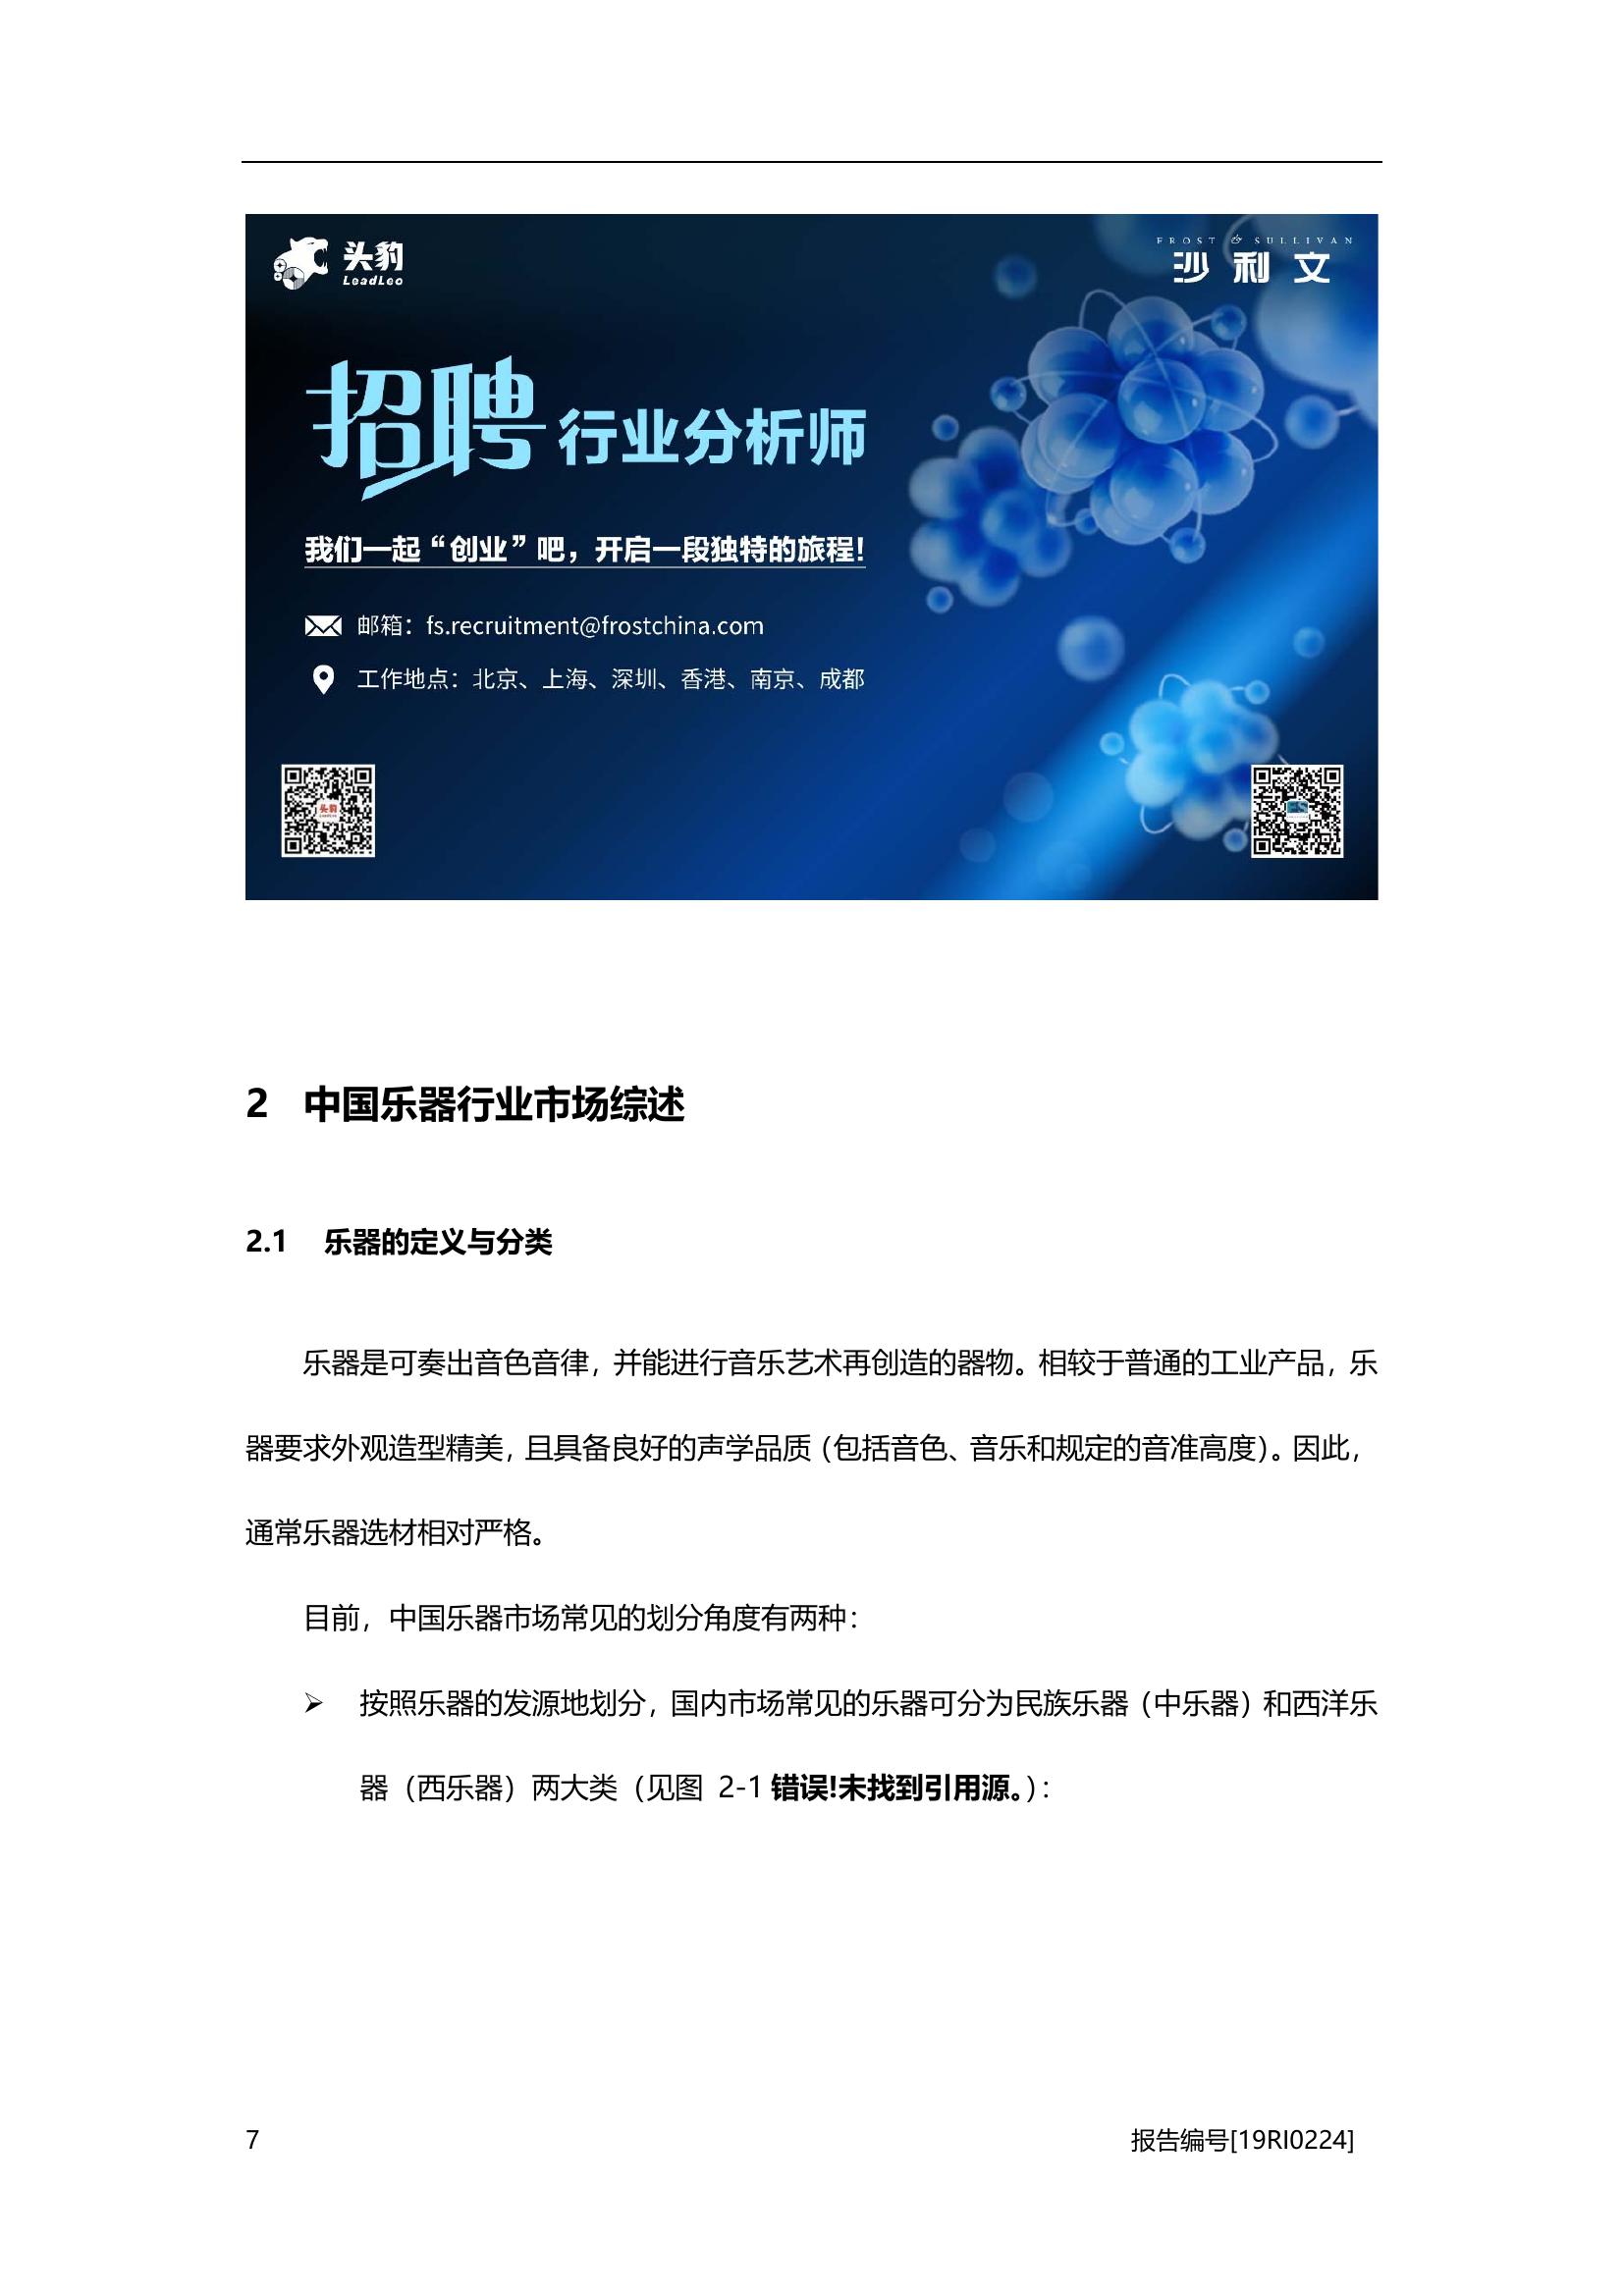 头豹
LeadLeo
FROST & SULLIVAN
沙利文
招聘 行业分析师
我们一起“创业”吧，开启一段独特的旅程！
邮箱：fs.recruitment@frostchina.com
工作地点：北京、上海、深圳、香港、南京、成都
头豹
2 中国乐器行业市场综述
2.1 乐器的定义与分类
乐器是可奏出音色音律，并能进行音乐艺术再创造的器物。相较于普通的工业产品，乐
器要求外观造型精美，且具备良好的声学品质（包括音色、音乐和规定的音准高度）。因此，
通常乐器选材相对严格。
目前，中国乐器市场常见的划分角度有两种：
➢ 按照乐器的发源地划分，国内市场常见的乐器可分为民族乐器（中乐器）和西洋乐
器（西乐器）两大类（见图 2-1 错误!未找到引用源。）：
7 报告编号[19RI0224]